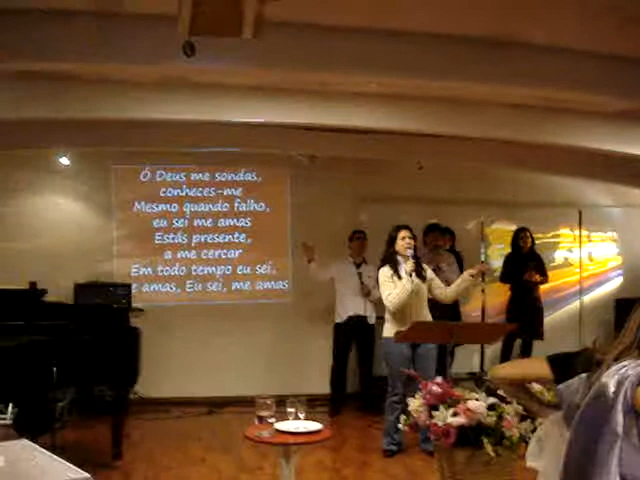 Ó Deus me sondas,
conheces-me
Mesmo quando falho,
eu sei me amas
Estás presente,
a me cercar
Em todo tempo eu sei,
e amas, Eu sei, me amas